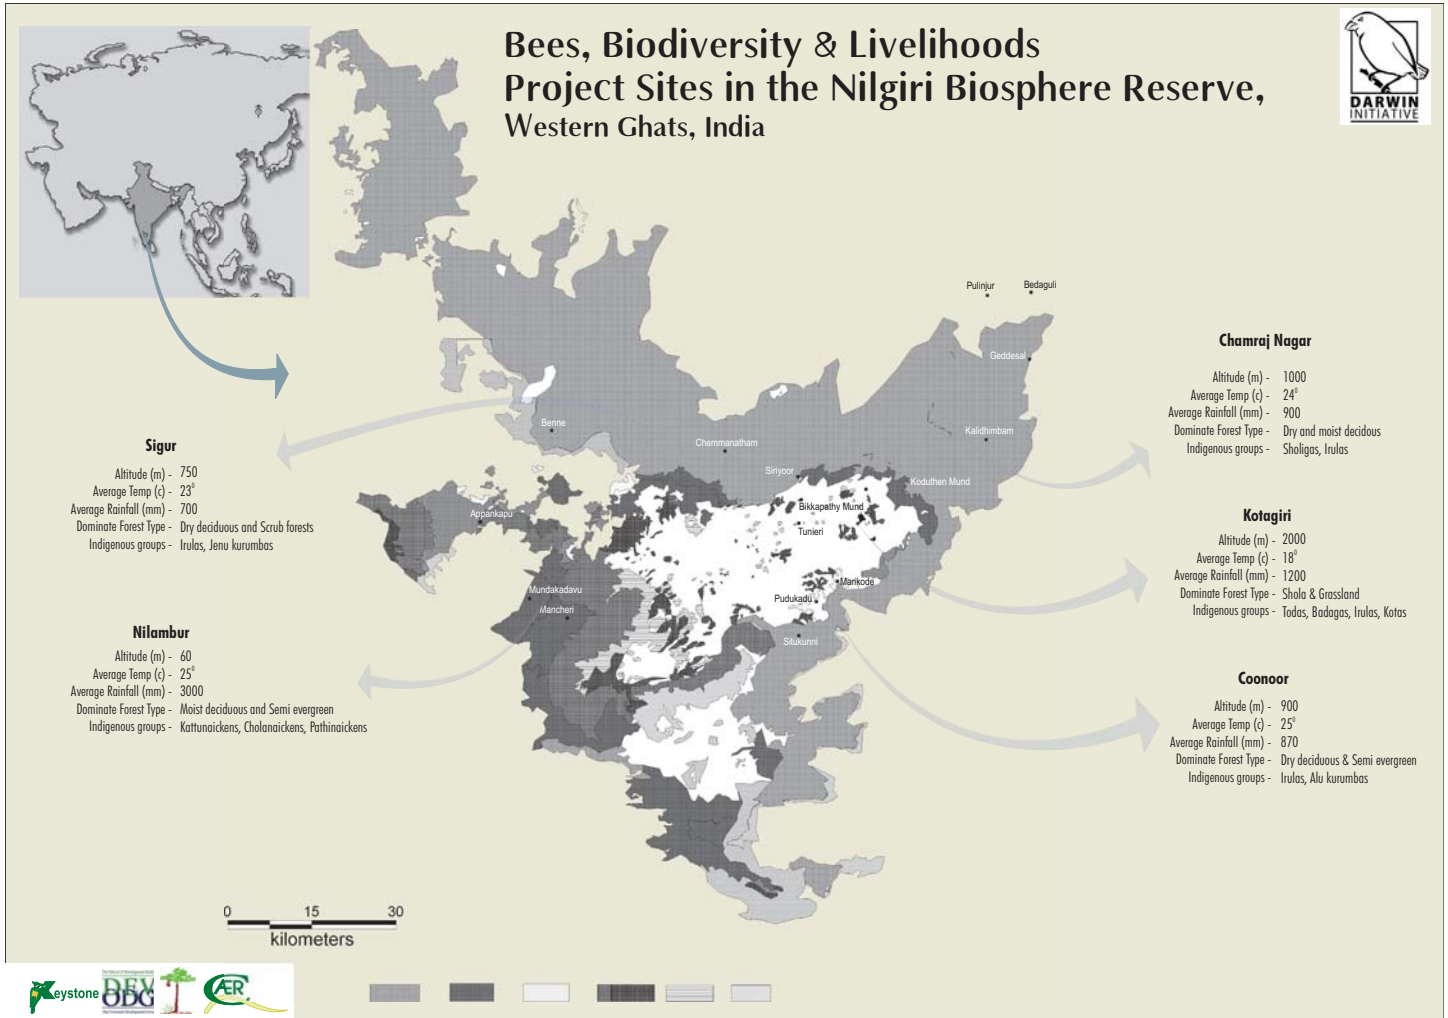 Bees, Biodiversity & Livelihoods
Project Sites in the Nilgiri Biosphere Reserve,
Western Ghats, India
DARWIN
INITIATIVE
Pulinjur
Bedaguli
Geddesal
Kalidhimbam
Benne
Chemmanatham
Siriyoor
Koduthen Mund
Appankapu
Bikkapathy Mund
Tunieri
Marikode
Mundakadavu
Mancheri
Pudukadu
Situkunni
Sigur
Altitude (m) - 750
Average Temp (c) - 23⁰
Average Rainfall (mm) - 700
Dominate Forest Type - Dry deciduous and Scrub forests
Indigenous groups - Irulas, Jenu kurumbas
Nilambur
Altitude (m) - 60
Average Temp (c) - 25⁰
Average Rainfall (mm) - 3000
Dominate Forest Type - Moist deciduous and Semi evergreen
Indigenous groups - Kattunaickens, Cholanaickens, Pathinaickens
Chamraj Nagar
Altitude (m) - 1000
Average Temp (c) - 24⁰
Average Rainfall (mm) - 900
Dominate Forest Type - Dry and moist decidous
Indigenous groups - Sholigas, Irulas
Kotagiri
Altitude (m) - 2000
Average Temp (c) - 18⁰
Average Rainfall (mm) - 1200
Dominate Forest Type - Shola & Grassland
Indigenous groups - Todas, Badagas, Irulas, Kotas
Coonoor
Altitude (m) - 900
Average Temp (c) - 25⁰
Average Rainfall (mm) - 870
Dominate Forest Type - Dry deciduous & Semi evergreen
Indigenous groups - Irulas, Alu kurumbas
0 15 30
kilometers
Keystone
DEV
ODG
CAER